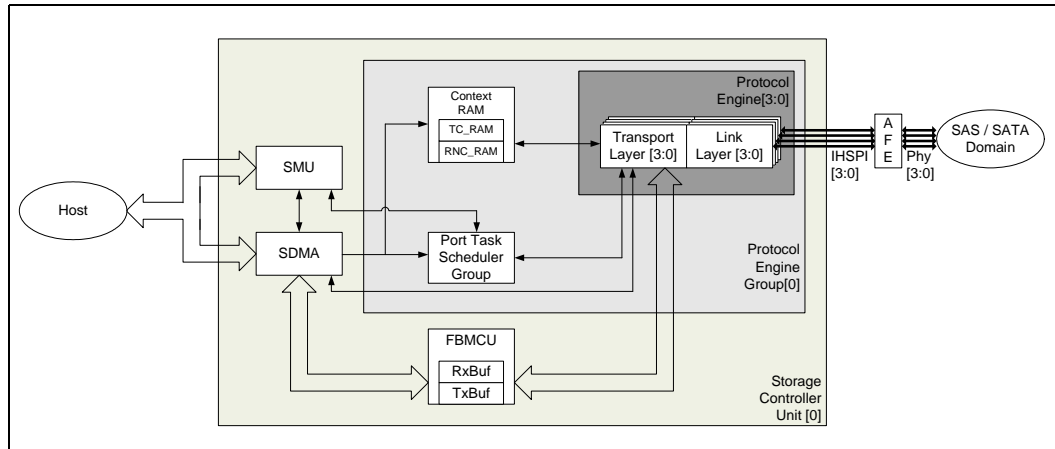 Protocol
Engine[3:0]
Context
RAM
TC_RAM
RNC_RAM
Transport
Layer [3:0]
Link
Layer [3:0]
A
F
E
SAS / SATA
Domain
IHSPI
[3:0]
Phy
[3:0]
SMU
Host
SDMA
Port Task
Scheduler
Group
Protocol
Engine
Group[0]
FBMCU
RxBuf
TxBuf
Storage
Controller
Unit [0]